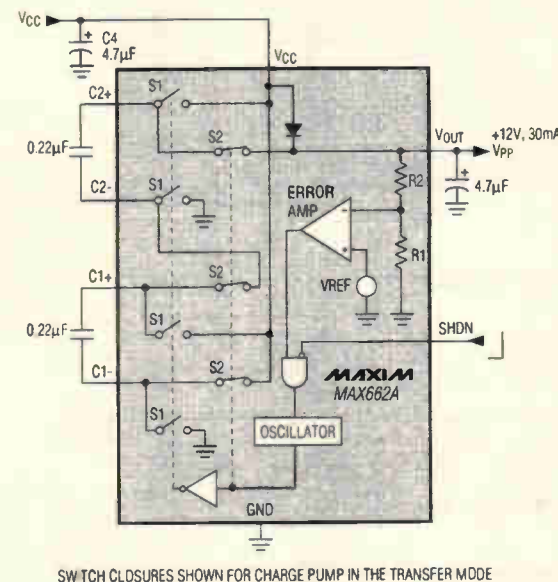 VCC
C4
4.7µF
VCC
C2+
S1
S2
0.22µF
C2-
S1
VOUT
+12V, 30mA
VPP
4.7µF
R2
ERROR
AMP
-
+
R1
VREF
C1+
S2
S1
0.22µF
C1-
S2
S1
SHDN
MAXIM
MAX662A
OSCILLATOR
GND
SW TCH CLOSURES SHOWN FOR CHARGE PUMP IN THE TRANSFER MODE